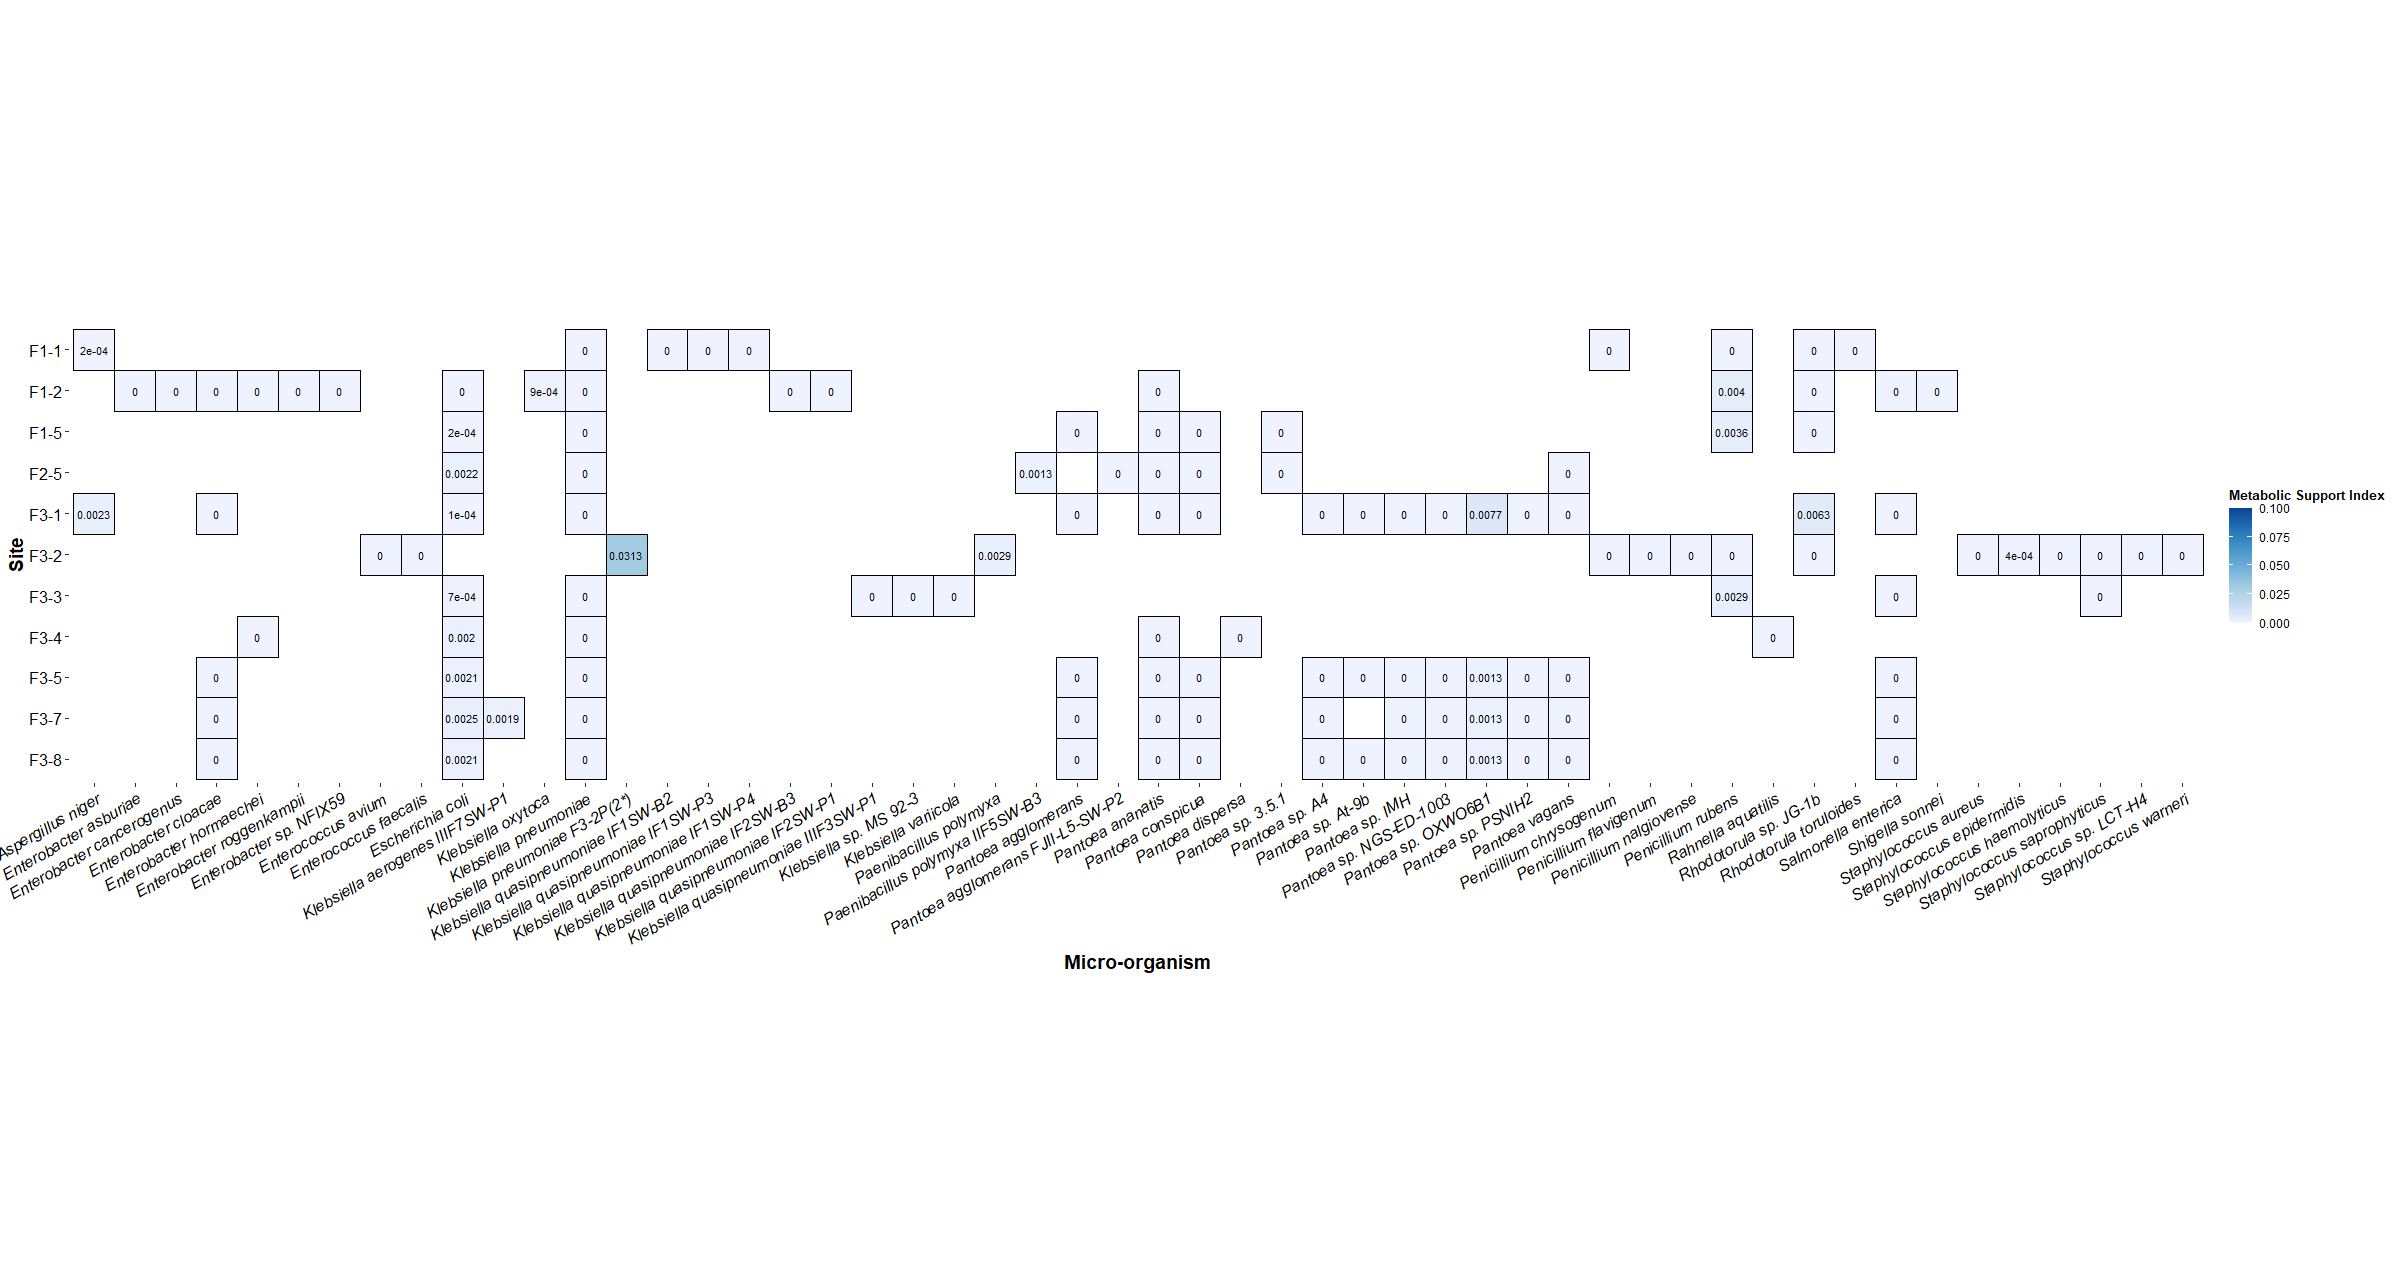 F1-1 2e-04 0 0 0 0 0 0 0 0
F1-2 0 0 0 0 0 0 0 9e-04 0 0 0 0 0.004 0 0 0
F1-5 2e-04 0 0 0 0 0 0.0036 0
F2-5 0.0022 0 0.0013 0 0 0 0 0
F3-1 0.0023 0 1e-04 0 0 0 0 0 0 0 0 0.0077 0 0 0.0063 0
F3-2 0 0 0.0313 0.0029 0 0 0 0 0 0 4e-04 0 0 0 0
F3-3 7e-04 0 0 0 0 0.0029 0 0
F3-4 0 0.002 0 0 0 0
F3-5 0 0.0021 0 0 0 0 0 0 0 0 0.0013 0 0 0
F3-7 0 0.0025 0.0019 0 0 0 0 0 0 0 0.0013 0 0 0
F3-8 0 0.0021 0 0 0 0 0 0 0 0 0.0013 0 0 0
Site
Aspergillus niger
Enterobacter asburiae
Enterobacter cancerogenus
Enterobacter cloacae
Enterobacter hormaechei
Enterobacter roggenkampii
Enterobacter sp. NFIX59
Enterococcus avium
Enterococcus faecalis
Escherichia coli
Klebsiella aerogenes IIIF7SW-P1
Klebsiella oxytoca
Klebsiella pneumoniae
Klebsiella pneumoniae F3-2P(2*)
Klebsiella quasipneumoniae IF1SW-B2
Klebsiella quasipneumoniae IF1SW-P3
Klebsiella quasipneumoniae IF1SW-P4
Klebsiella quasipneumoniae IF2SW-B3
Klebsiella quasipneumoniae IF2SW-P1
Klebsiella quasipneumoniae IIIF3SW-P1
Klebsiella sp. MS 92-3
Klebsiella variicola
Paenibacillus polymyxa
Paenibacillus polymyxa IIF5SW-B3
Pantoea agglomerans
Pantoea agglomerans FJII-L5-SW-P2
Pantoea ananatis
Pantoea conspicua
Pantoea dispersa
Pantoea sp. 3.5.1
Pantoea sp. A4
Pantoea sp. At-9b
Pantoea sp. IMH
Pantoea sp. NGS-ED-1003
Pantoea sp. OXWO6B1
Pantoea sp. PSNIH2
Pantoea vagans
Penicillium chrysogenum
Penicillium flavigenum
Penicillium nalgiovense
Penicillium rubens
Rahnella aquatilis
Rhodotorula sp. JG-1b
Rhodotorula toruloides
Salmonella enterica
Shigella sonnei
Staphylococcus aureus
Staphylococcus epidermidis
Staphylococcus haemolyticus
Staphylococcus saprophyticus
Staphylococcus sp. LCT-H4
Staphylococcus warneri
Micro-organism
Metabolic Support Index
0.100
0.075
0.050
0.025
0.000